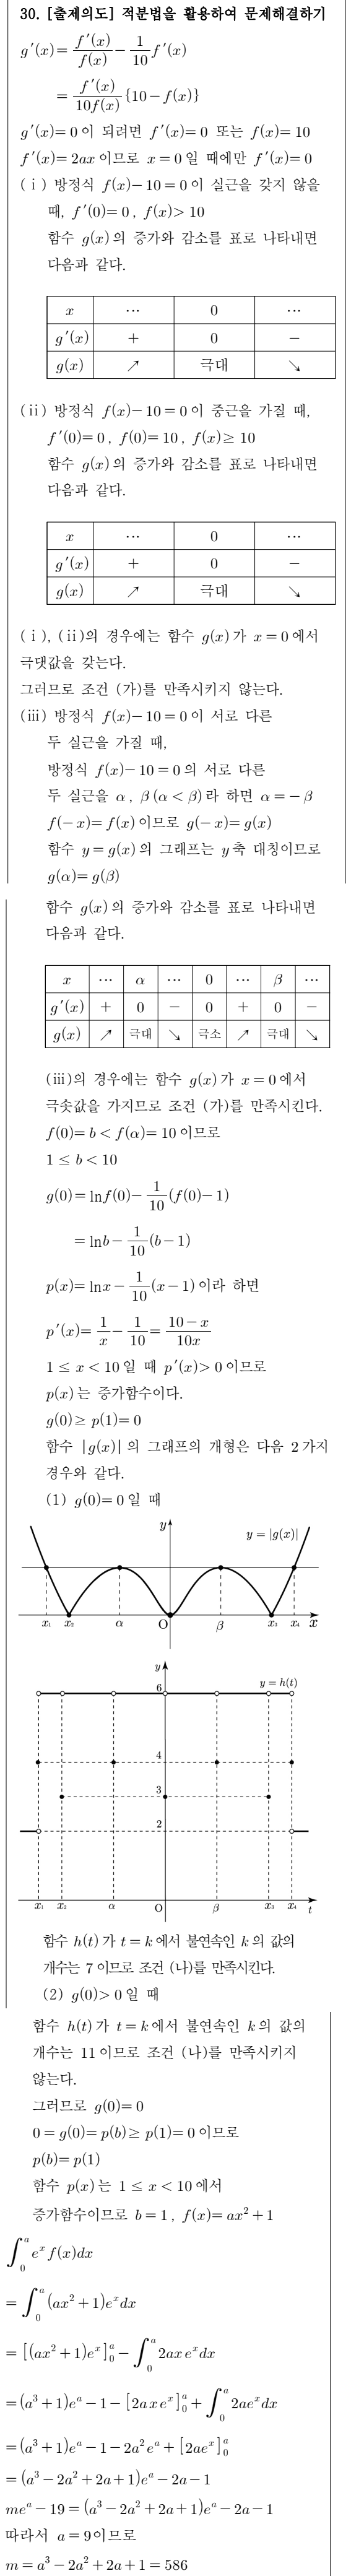 30. [출제의도] 적분법을 활용하여 문제해결하기
g′(x) = f′(x)/f(x) − 1/10 f′(x)
= f′(x)/10f(x) {10 − f(x)}
g′(x) = 0 이 되려면 f′(x) = 0 또는 f(x) = 10
f′(x) = 2ax 이므로 x = 0 일 때에만 f′(x) = 0
(ⅰ) 방정식 f(x) − 10 = 0 이 실근을 갖지 않을
때, f′(0) = 0, f(x) > 10
함수 g(x) 의 증가와 감소를 표로 나타내면
다음과 같다.
x ⋯ 0 ⋯
g′(x) + 0 −
g(x) ↗ 극대 ↘
(ⅱ) 방정식 f(x) − 10 = 0 이 중근을 가질 때,
f′(0) = 0, f(0) = 10, f(x) ≥ 10
함수 g(x) 의 증가와 감소를 표로 나타내면
다음과 같다.
x ⋯ 0 ⋯
g′(x) + 0 −
g(x) ↗ 극대 ↘
(ⅰ), (ⅱ)의 경우에는 함수 g(x) 가 x = 0 에서
극댓값을 갖는다.
그러므로 조건 (가)를 만족시키지 않는다.
(ⅲ) 방정식 f(x) − 10 = 0 이 서로 다른
두 실근을 가질 때,
방정식 f(x) − 10 = 0 의 서로 다른
두 실근을 α, β (α < β) 라 하면 α = − β
f(−x) = f(x) 이므로 g(−x) = g(x)
함수 y = g(x) 의 그래프는 y 축 대칭이므로
g(α) = g(β)
함수 g(x) 의 증가와 감소를 표로 나타내면
다음과 같다.
x ⋯ α ⋯ 0 ⋯ β ⋯
g′(x) + 0 − 0 + 0 −
g(x) ↗ 극대 ↘ 극소 ↗ 극대 ↘
(ⅲ)의 경우에는 함수 g(x) 가 x = 0 에서
극솟값을 가지므로 조건 (가)를 만족시킨다.
f(0) = b < f(α) = 10 이므로
1 ≤ b < 10
g(0) = ln f(0) − 1/10 (f(0) − 1)
= ln b − 1/10 (b − 1)
p(x) = ln x − 1/10 (x − 1) 이라 하면
p′(x) = 1/x − 1/10 = (10 − x)/10x
1 ≤ x < 10 일 때 p′(x) > 0 이므로
p(x) 는 증가함수이다.
g(0) ≥ p(1) = 0
함수 |g(x)| 의 그래프의 개형은 다음 2 가지
경우와 같다.
(1) g(0) = 0 일 때
y
y = |g(x)|
x₁ x₂ α O β x₃ x₄ x
y
y = h(t)
6
4
3
2
x₁ x₂ α O β x₃ x₄ t
함수 h(t) 가 t = k 에서 불연속인 k 의 값의
개수는 7 이므로 조건 (나)를 만족시킨다.
(2) g(0) > 0 일 때
함수 h(t) 가 t = k 에서 불연속인 k 의 값의
개수는 11 이므로 조건 (나)를 만족시키지
않는다.
그러므로 g(0) = 0
0 = g(0) = p(b) ≥ p(1) = 0 이므로
p(b) = p(1)
함수 p(x) 는 1 ≤ x < 10 에서
증가함수이므로 b = 1, f(x) = ax² + 1
∫₀ᵃ eˣ f(x)dx
= ∫₀ᵃ (ax² + 1)eˣdx
= [(ax² + 1)eˣ]₀ᵃ − ∫₀ᵃ 2ax eˣdx
= (a³ + 1)eᵃ − 1 − [2ax eˣ]₀ᵃ + ∫₀ᵃ 2aeˣdx
= (a³ + 1)eᵃ − 1 − 2a²eᵃ + [2aeˣ]₀ᵃ
= (a³ − 2a² + 2a + 1)eᵃ − 2a − 1
meᵃ − 19 = (a³ − 2a² + 2a + 1)eᵃ − 2a − 1
따라서 a = 9 이므로
m = a³ − 2a² + 2a + 1 = 586